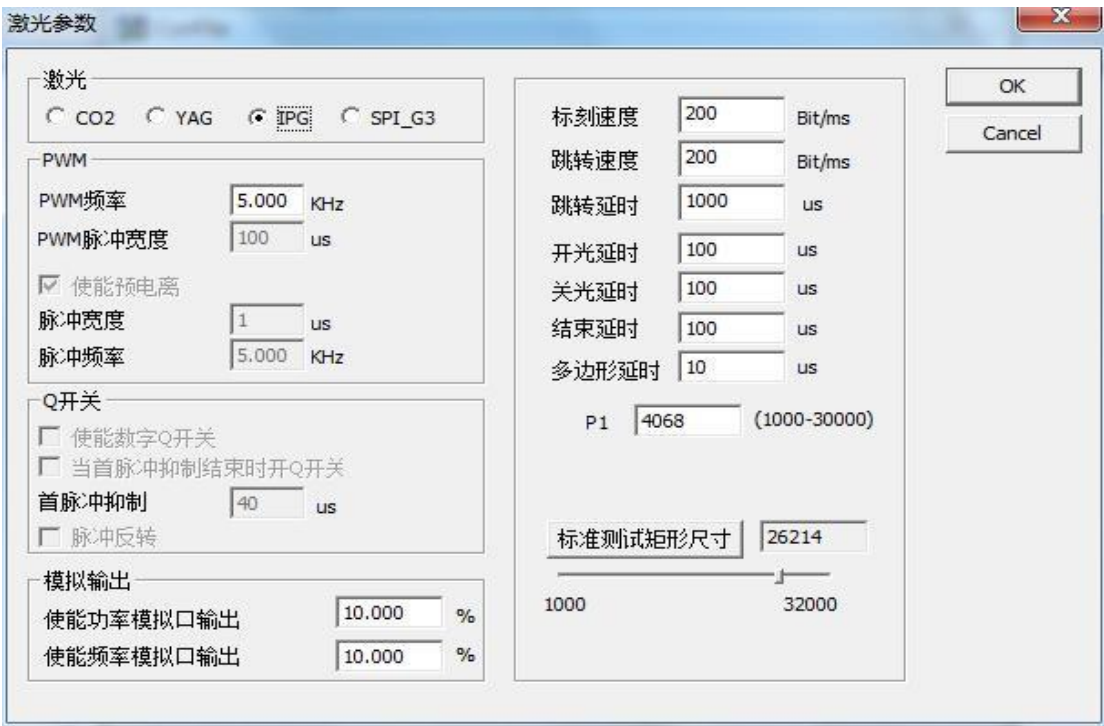 激光参数
激光
CO2 YAG IPG SPI_G3
PWM
PWM频率 5.000 KHz
PWM脉冲宽度 100 us
使能预电离
脉冲宽度 1 us
脉冲频率 5.000 KHz
Q开关
使能数字Q开关
当首脉冲抑制结束时开Q开关
首脉冲抑制 40 us
脉冲反转
模拟输出
使能功率模拟口输出 10.000 %
使能频率模拟口输出 10.000 %
标刻速度 200 Bit/ms
跳转速度 200 Bit/ms
跳转延时 1000 us
开光延时 100 us
关光延时 100 us
结束延时 100 us
多边形延时 10 us
P1 4068 (1000-30000)
标准测试矩形尺寸 26214
1000 32000
OK
Cancel